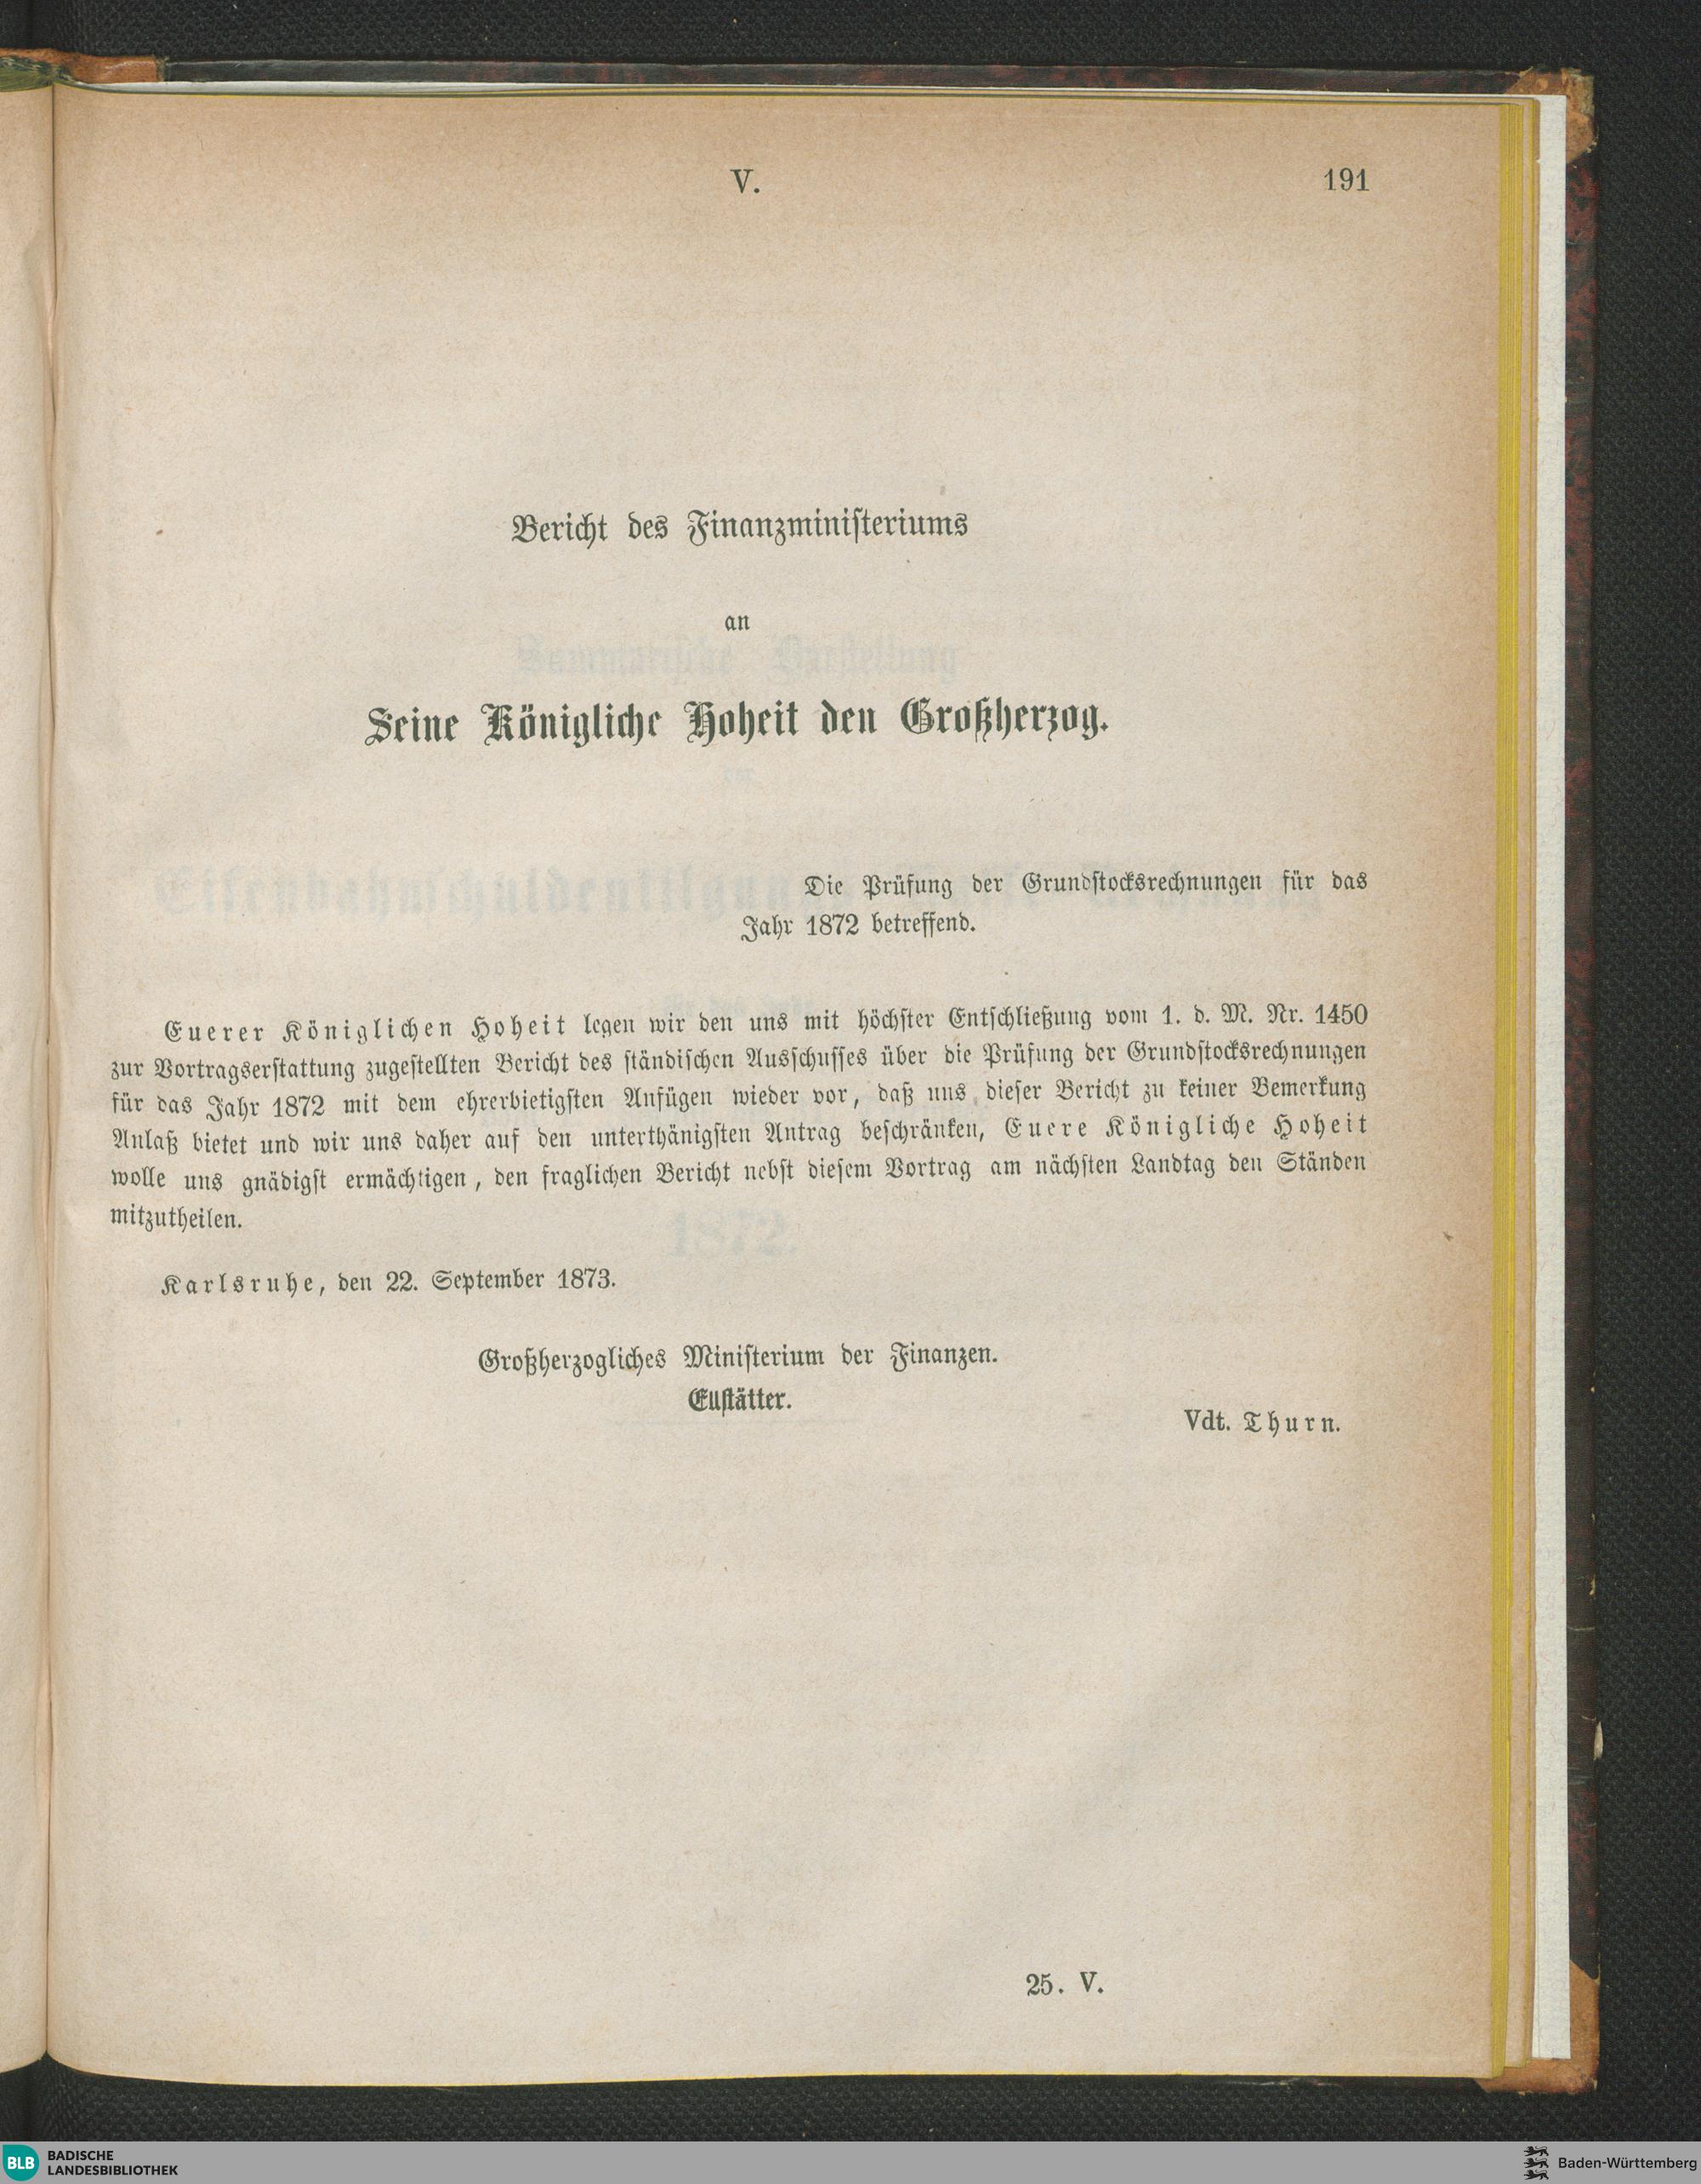 V.
191
Bericht des Finanzministeriums
an
Seine Königliche Hoheit den Großherzog.
Die Prüfung der Grundstocksrechnungen für das
Jahr 1872 betreffend.
Euerer Königlichen Hoheit legen wir den uns mit höchster Entschließung vom 1. d. M. Nr. 1450
zur Vortragserstattung zugestellten Bericht des ständischen Ausschusses über die Prüfung der Grundstocksrechnungen
für das Jahr 1872 mit dem ehrerbietigsten Anfügen wieder vor, daß uns dieser Bericht zu keiner Bemerkung
Anlaß bietet und wir uns daher auf den unterthänigsten Antrag beschränken, Euere Königliche Hoheit
wolle uns gnädigst ermächtigen, den fraglichen Bericht nebst diesem Vortrag am nächsten Landtag den Ständen
mitzutheilen.
Karlsruhe, den 22. September 1873.
Großherzogliches Ministerium der Finanzen.
Ellstätter.
Vdt. Thurn.
25. V.
BLB BADISCHE
LANDESBIBLIOTHEK
Baden-Württemberg